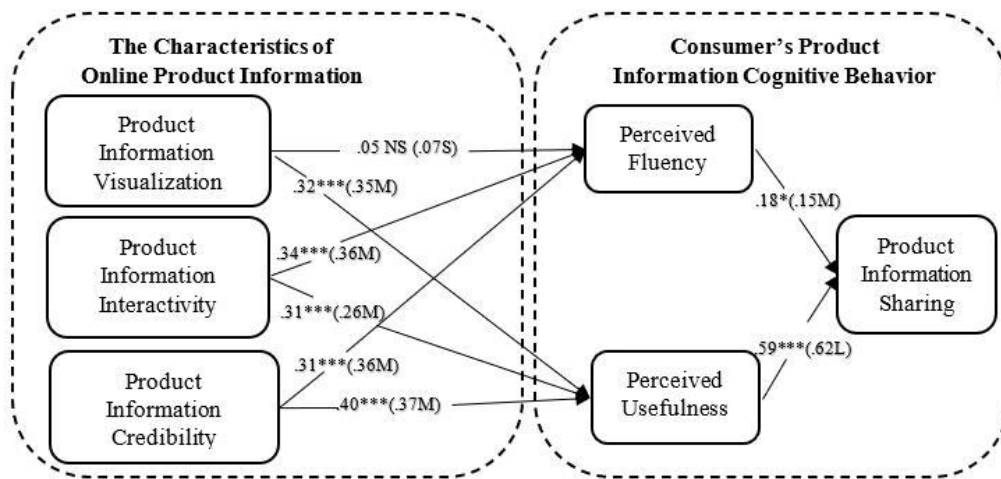 The Characteristics of
Online Product Information
Product
Information
Visualization
Product
Information
Interactivity
Product
Information
Credibility
.05 NS (.07S)
.32***(.35M)
.34***(.36M)
.31***(.26M)
.31***(.36M)
.40***(.37M)
Consumer's Product
Information Cognitive Behavior
Perceived
Fluency
Perceived
Usefulness
.18*(.15M)
.59***(.62L)
Product
Information
Sharing